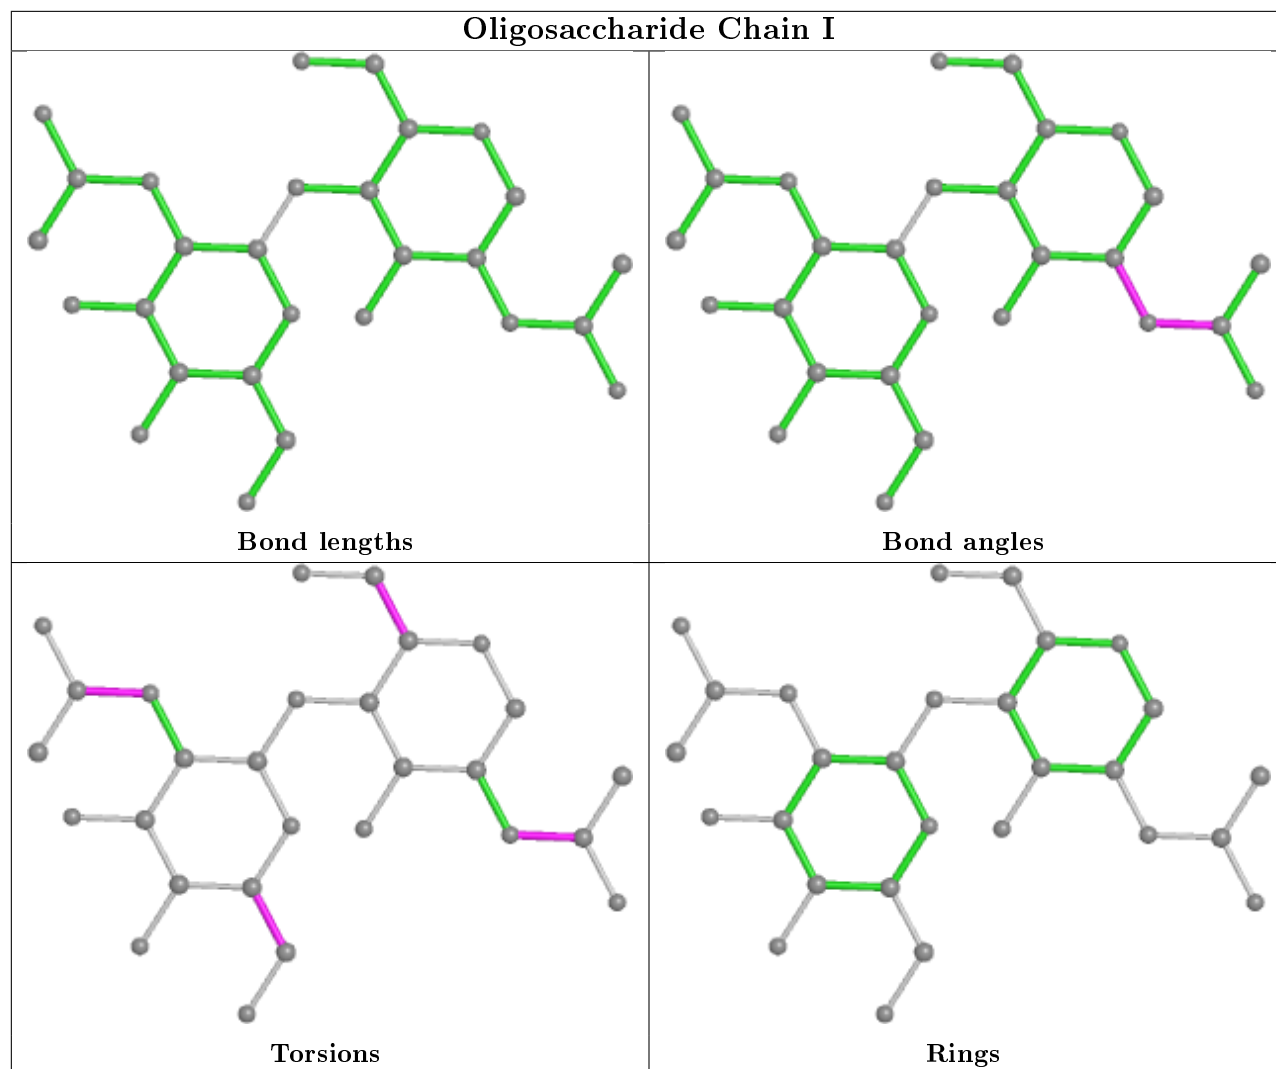 Oligosaccharide Chain I
Bond lengths
Bond angles
Torsions
Rings